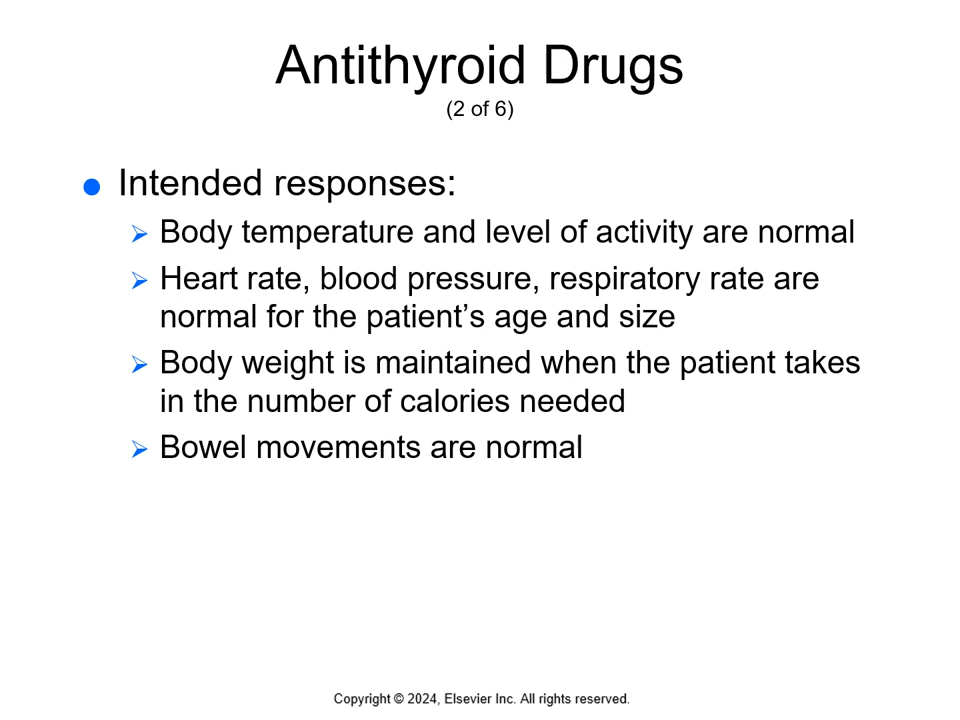 Antithyroid Drugs
(2 of 6)
Intended responses:
Body temperature and level of activity are normal
Heart rate, blood pressure, respiratory rate are
normal for the patient’s age and size
Body weight is maintained when the patient takes
in the number of calories needed
Bowel movements are normal
Copyright © 2024, Elsevier Inc. All rights reserved.